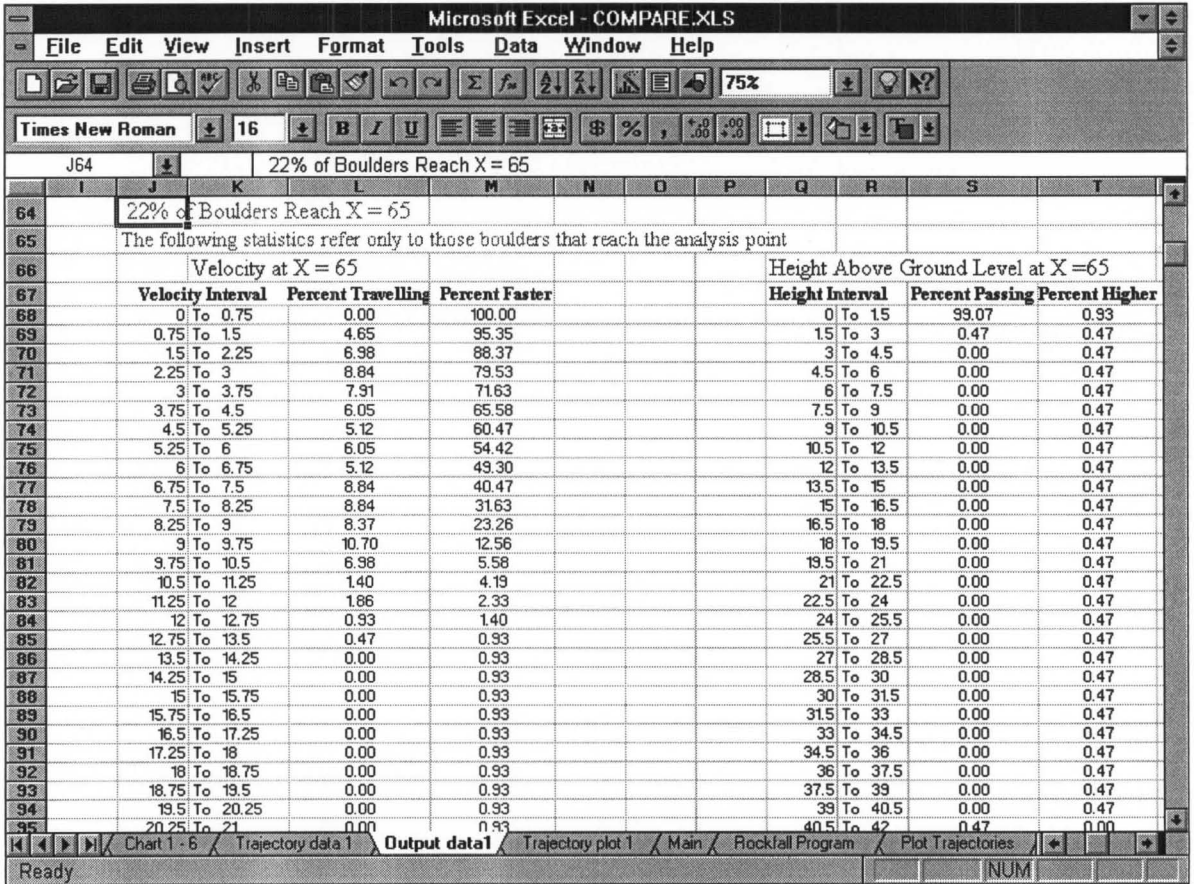 Microsoft Excel - COMPARE.XLS
File Edit View Insert Format Tools Data Window Help
75%
Times New Roman 16 B I U $ % ,
J64 22% of Boulders Reach X = 65
I J K L M N O P Q R S T
64 22% of Boulders Reach X = 65
65 The following statistics refer only to those boulders that reach the analysis point
66 Velocity at X = 65 Height Above Ground Level at X =65
67 Velocity Interval Percent Travelling Percent Faster Height Interval Percent Passing Percent Higher
68 0 To 0.75 0.00 100.00 0 To 1.5 99.07 0.93
69 0.75 To 1.5 4.65 95.35 1.5 To 3 0.47 0.47
70 1.5 To 2.25 6.98 88.37 3 To 4.5 0.00 0.47
71 2.25 To 3 8.84 79.53 4.5 To 6 0.00 0.47
72 3 To 3.75 7.91 71.63 6 To 7.5 0.00 0.47
73 3.75 To 4.5 6.05 65.58 7.5 To 9 0.00 0.47
74 4.5 To 5.25 5.12 60.47 9 To 10.5 0.00 0.47
75 5.25 To 6 6.05 54.42 10.5 To 12 0.00 0.47
76 6 To 6.75 5.12 49.30 12 To 13.5 0.00 0.47
77 6.75 To 7.5 8.84 40.47 13.5 To 15 0.00 0.47
78 7.5 To 8.25 8.84 31.63 15 To 16.5 0.00 0.47
79 8.25 To 9 8.37 23.26 16.5 To 18 0.00 0.47
80 9 To 9.75 10.70 12.56 18 To 19.5 0.00 0.47
81 9.75 To 10.5 6.98 5.58 19.5 To 21 0.00 0.47
82 10.5 To 11.25 1.40 4.19 21 To 22.5 0.00 0.47
83 11.25 To 12 1.86 2.33 22.5 To 24 0.00 0.47
84 12 To 12.75 0.93 1.40 24 To 25.5 0.00 0.47
85 12.75 To 13.5 0.47 0.93 25.5 To 27 0.00 0.47
86 13.5 To 14.25 0.00 0.93 27 To 28.5 0.00 0.47
87 14.25 To 15 0.00 0.93 28.5 To 30 0.00 0.47
88 15 To 15.75 0.00 0.93 30 To 31.5 0.00 0.47
89 15.75 To 16.5 0.00 0.93 31.5 To 33 0.00 0.47
90 16.5 To 17.25 0.00 0.93 33 To 34.5 0.00 0.47
91 17.25 To 18 0.00 0.93 34.5 To 36 0.00 0.47
92 18 To 18.75 0.00 0.93 36 To 37.5 0.00 0.47
93 18.75 To 19.5 0.00 0.93 37.5 To 39 0.00 0.47
94 19.5 To 20.25 0.00 0.93 39 To 40.5 0.00 0.47
95 20.25 To 21 0.00 0.93 40.5 To 42 0.47 0.00
Chart 1 - 6 Trajectory data 1 Output data1 Trajectory plot 1 Main Rockfall Program Plot Trajectories
Ready NUM